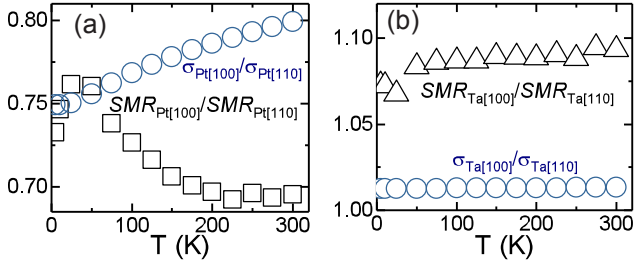 (a)
0.80
0.75
0.70
σPt[100]/σPt[110]
SMRPt[100]/SMRPt[110]
0 100 200 300
T (K)
(b)
1.10
1.05
1.00
SMRTa[100]/SMRTa[110]
σTa[100]/σTa[110]
0 100 200 300
T (K)